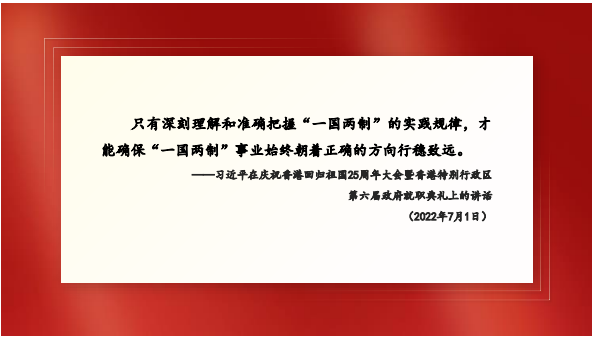 只有深刻理解和准确把握“一国两制”的实践规律，才
能确保“一国两制”事业始终朝着正确的方向行稳致远。
——习近平在庆祝香港回归祖国25周年大会暨香港特别行政区
第六届政府就职典礼上的讲话
（2022年7月1日）